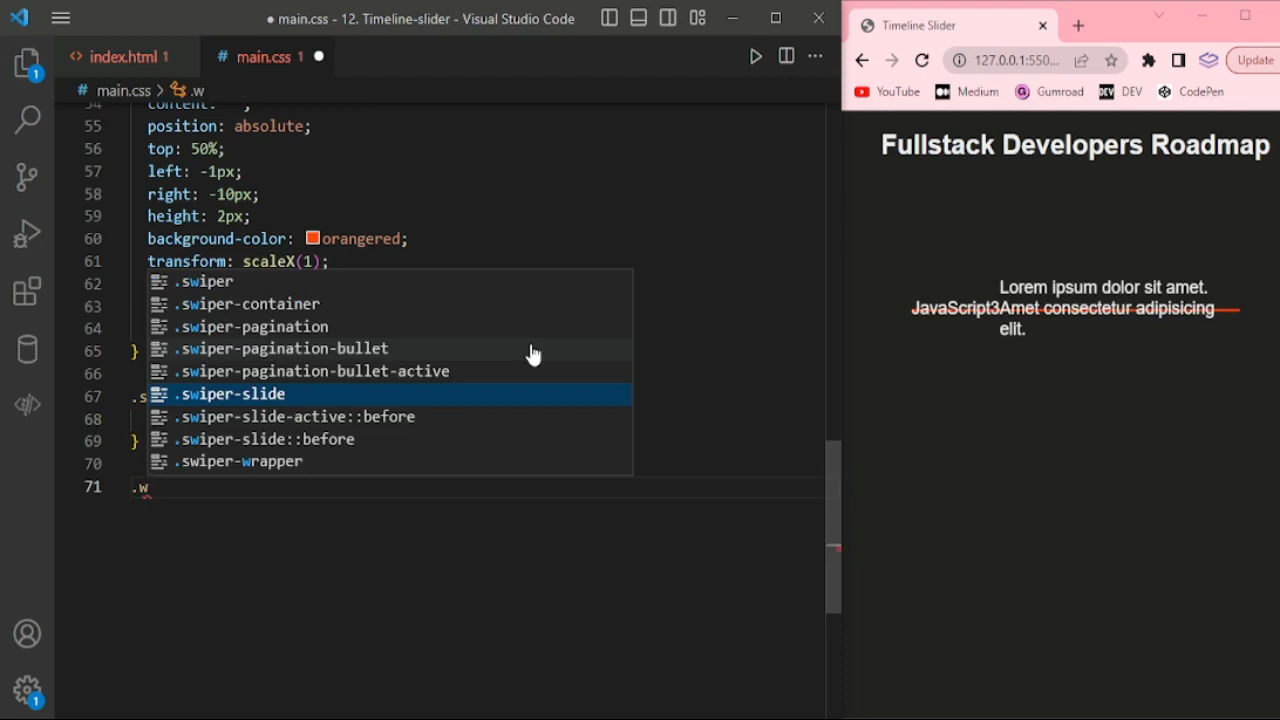 main.css - 12. Timeline-slider - Visual Studio Code
index.html 1
# main.css 1
# main.css > .w
55 position: absolute;
56 top: 50%;
57 left: -1px;
58 right: -10px;
59 height: 2px;
60 background-color: orangered;
61 transform: scaleX(1);
62 .swiper
63 .swiper-container
64 .swiper-pagination
65 } .swiper-pagination-bullet
66 .swiper-pagination-bullet-active
67 .s .swiper-slide
68 .swiper-slide-active::before
69 } .swiper-slide::before
70 .swiper-wrapper
71 .w
1
1
Timeline Slider
127.0.0.1:550...
Update
YouTube Medium Gumroad DEV CodePen
Fullstack Developers Roadmap
Lorem ipsum dolor sit amet.
JavaScript3Amet consectetur adipisicing
elit.